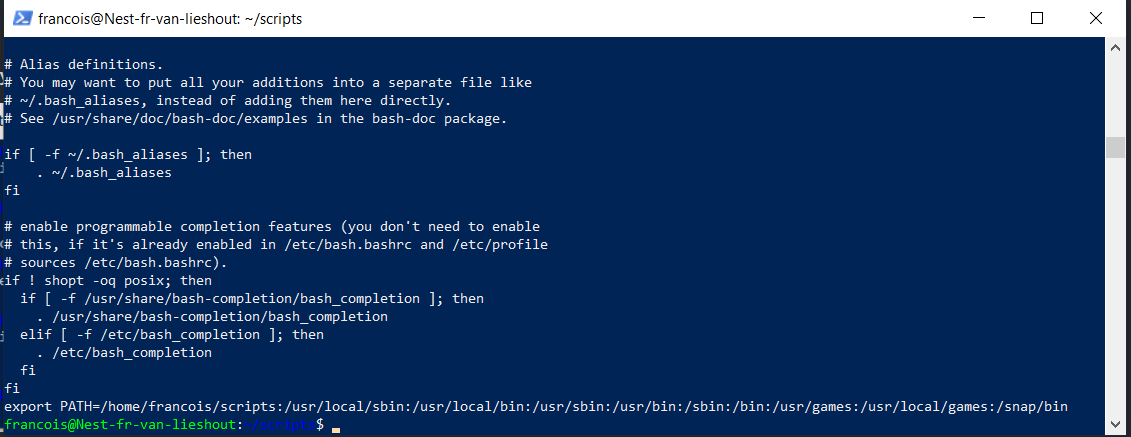 francois@Nest-fr-van-lieshout: ~/scripts
# Alias definitions.
# You may want to put all your additions into a separate file like
# ~/.bash_aliases, instead of adding them here directly.
# See /usr/share/doc/bash-doc/examples in the bash-doc package.
if [ -f ~/.bash_aliases ]; then
    . ~/.bash_aliases
fi
# enable programmable completion features (you don't need to enable
# this, if it's already enabled in /etc/bash.bashrc and /etc/profile
# sources /etc/bash.bashrc).
if ! shopt -oq posix; then
  if [ -f /usr/share/bash-completion/bash_completion ]; then
    . /usr/share/bash-completion/bash_completion
  elif [ -f /etc/bash_completion ]; then
    . /etc/bash_completion
  fi
fi
export PATH=/home/francois/scripts:/usr/local/sbin:/usr/local/bin:/usr/sbin:/usr/bin:/sbin:/bin:/usr/games:/usr/local/games:/snap/bin
francois@Nest-fr-van-lieshout:~/scripts$